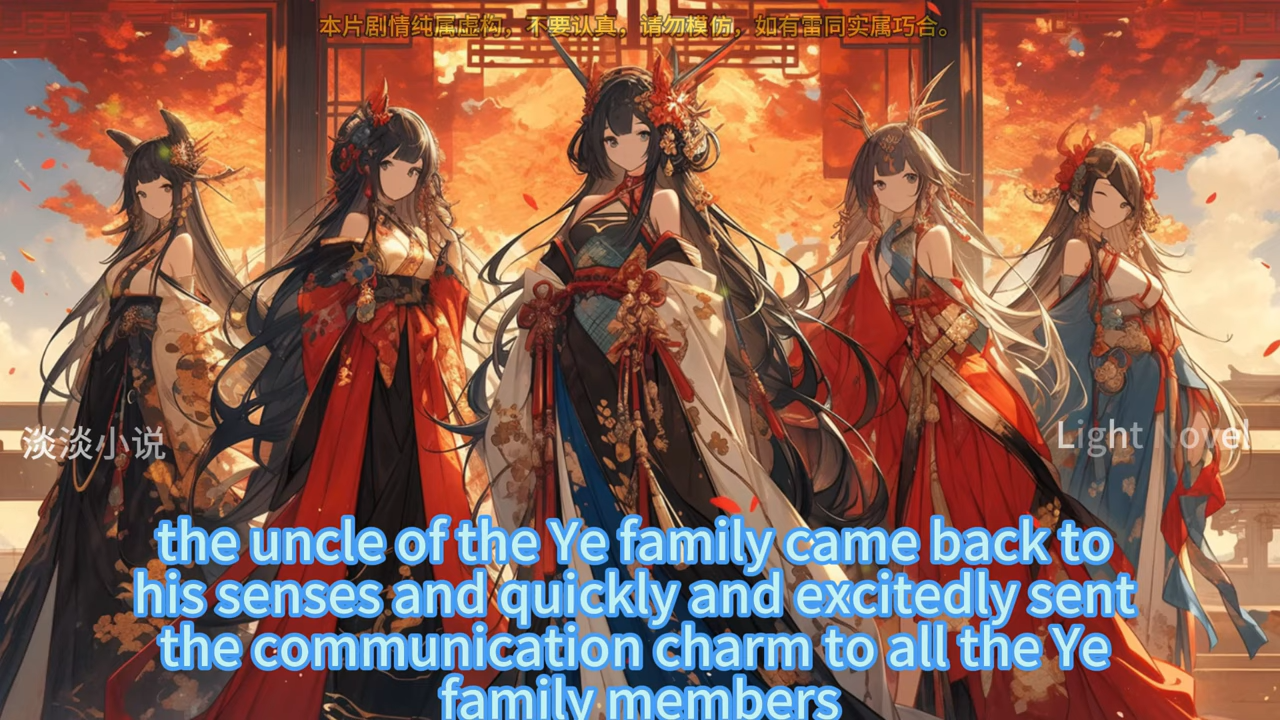 本片剧情纯属虚构，不要认真，请勿模仿，如有雷同实属巧合。
淡淡小说
Light Novel
the uncle of the Ye family came back to
his senses and quickly and excitedly sent
the communication charm to all the Ye
family members